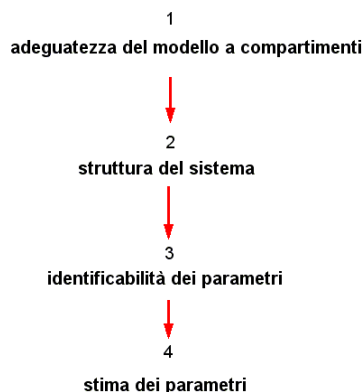 1
adeguatezza del modello a compartimenti
2
struttura del sistema
3
identificabilità dei parametri
4
stima dei parametri